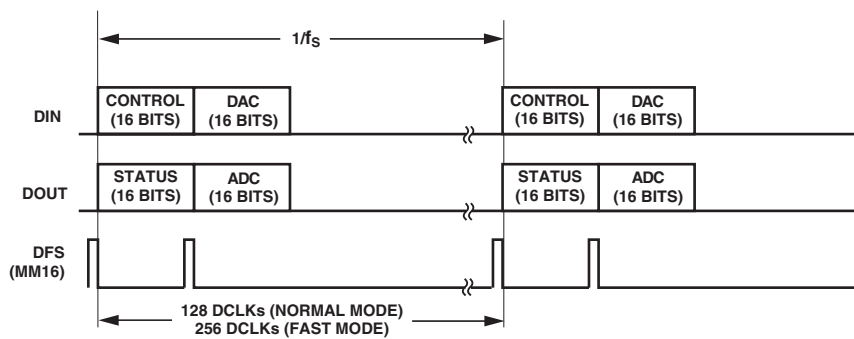 1/fS
DIN
CONTROL
(16 BITS)
DAC
(16 BITS)
CONTROL
(16 BITS)
DAC
(16 BITS)
DOUT
STATUS
(16 BITS)
ADC
(16 BITS)
STATUS
(16 BITS)
ADC
(16 BITS)
DFS
(MM16)
128 DCLKs (NORMAL MODE)
256 DCLKs (FAST MODE)